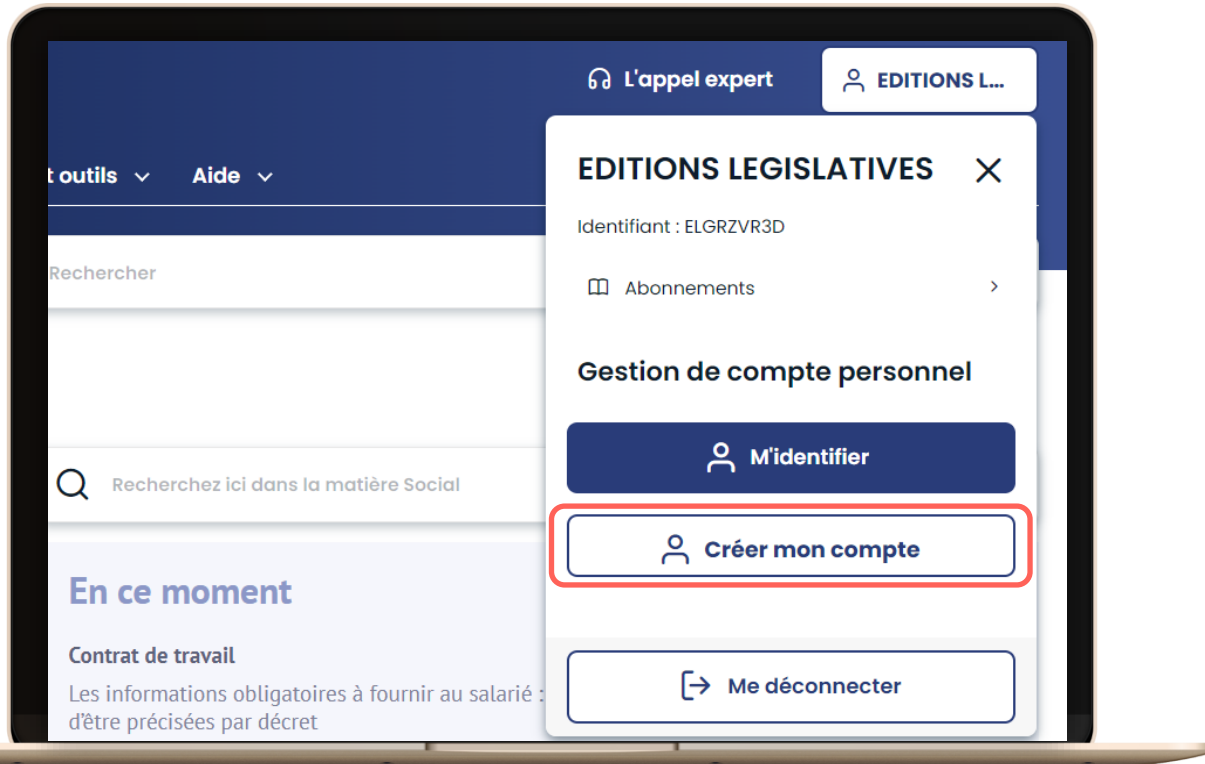 L'appel expert
EDITIONS L...
t outils
Aide
EDITIONS LEGISLATIVES
Identifiant : ELGRZVR3D
Rechercher
Abonnements
Gestion de compte personnel
M'identifier
Recherchez ici dans la matière Social
Créer mon compte
En ce moment
Contrat de travail
Les informations obligatoires à fournir au salarié :
d'être précisées par décret
Me déconnecter